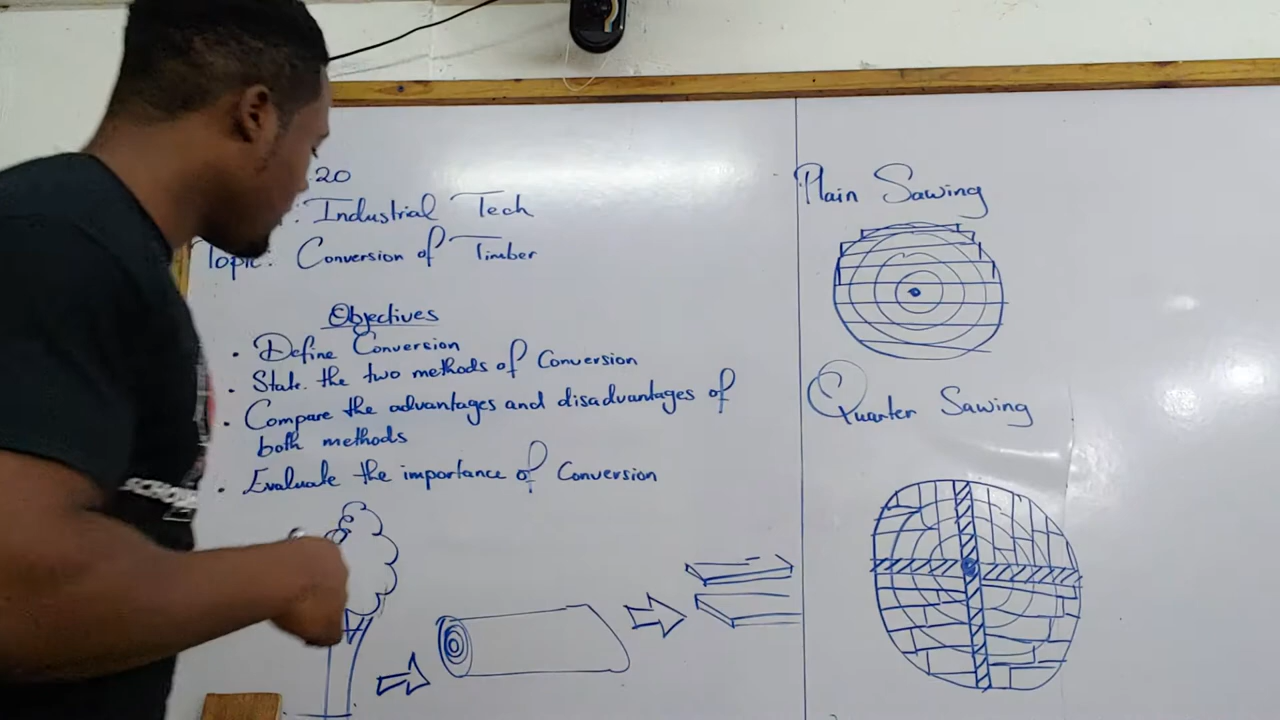 20
: Industrial Tech
Topic: Conversion of Timber
Objectives
. Define Conversion
. State the two methods of Conversion
. Compare the advantages and disadvantages of
both methods
. Evaluate the importance of Conversion
Plain Sawing
Quarter Sawing